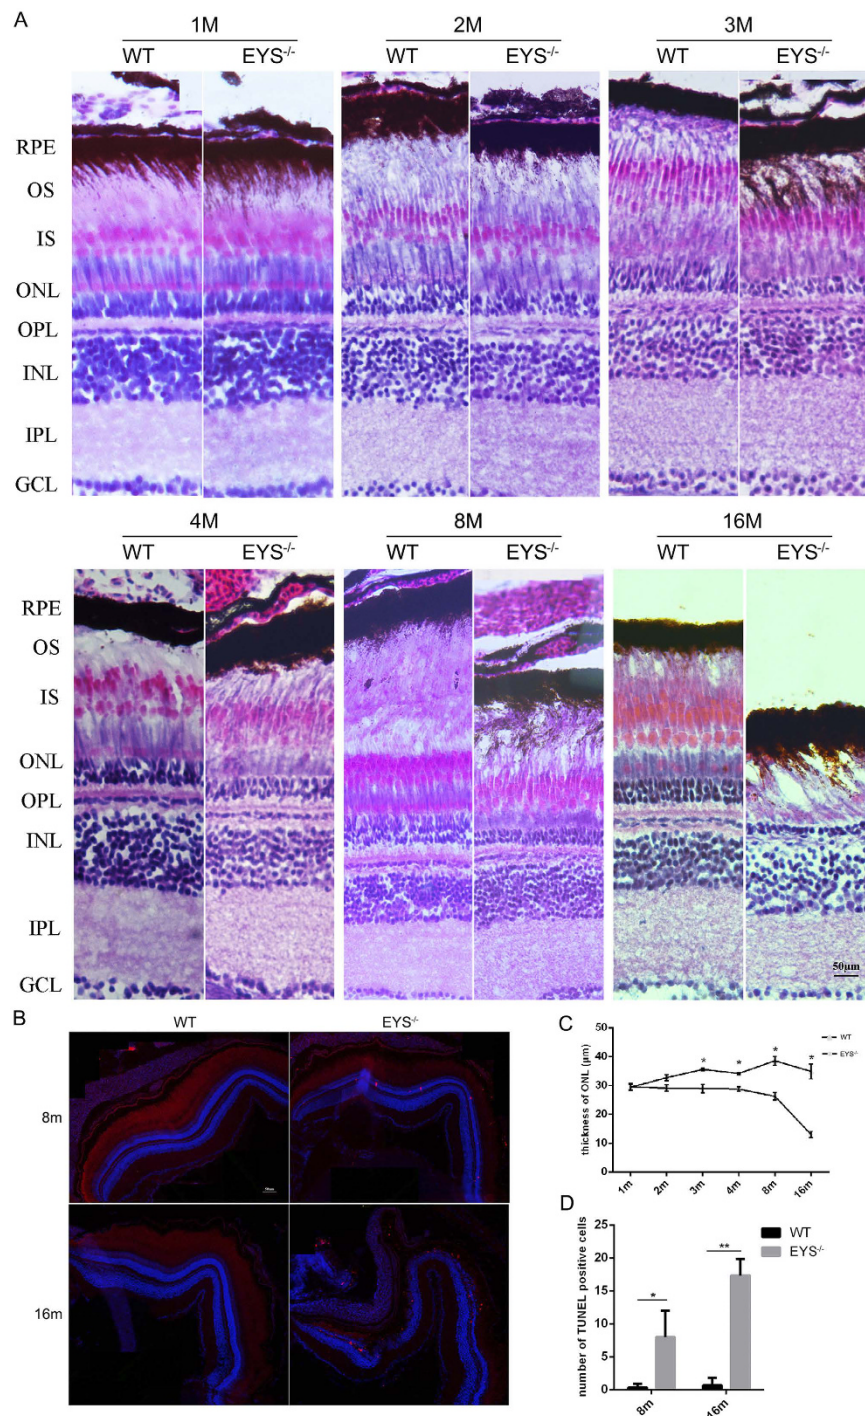 A
1M 2M 3M
WT EYS-/- WT EYS-/- WT EYS-/-
RPE
OS
IS
ONL
OPL
INL
IPL
GCL
4M 8M 16M
WT EYS-/- WT EYS-/- WT EYS-/-
RPE
OS
IS
ONL
OPL
INL
IPL
GCL
50μm
B
WT EYS-/-
8m
16m
C
thickness of ONL (μm)
50
40
30
20
10
0
* * * *
1m 2m 3m 4m 8m 16m
WT
EYS-/-
D
number of TUNEL positive cells
25
20
15
10
5
0
* **
8m 16m
WT
EYS-/-